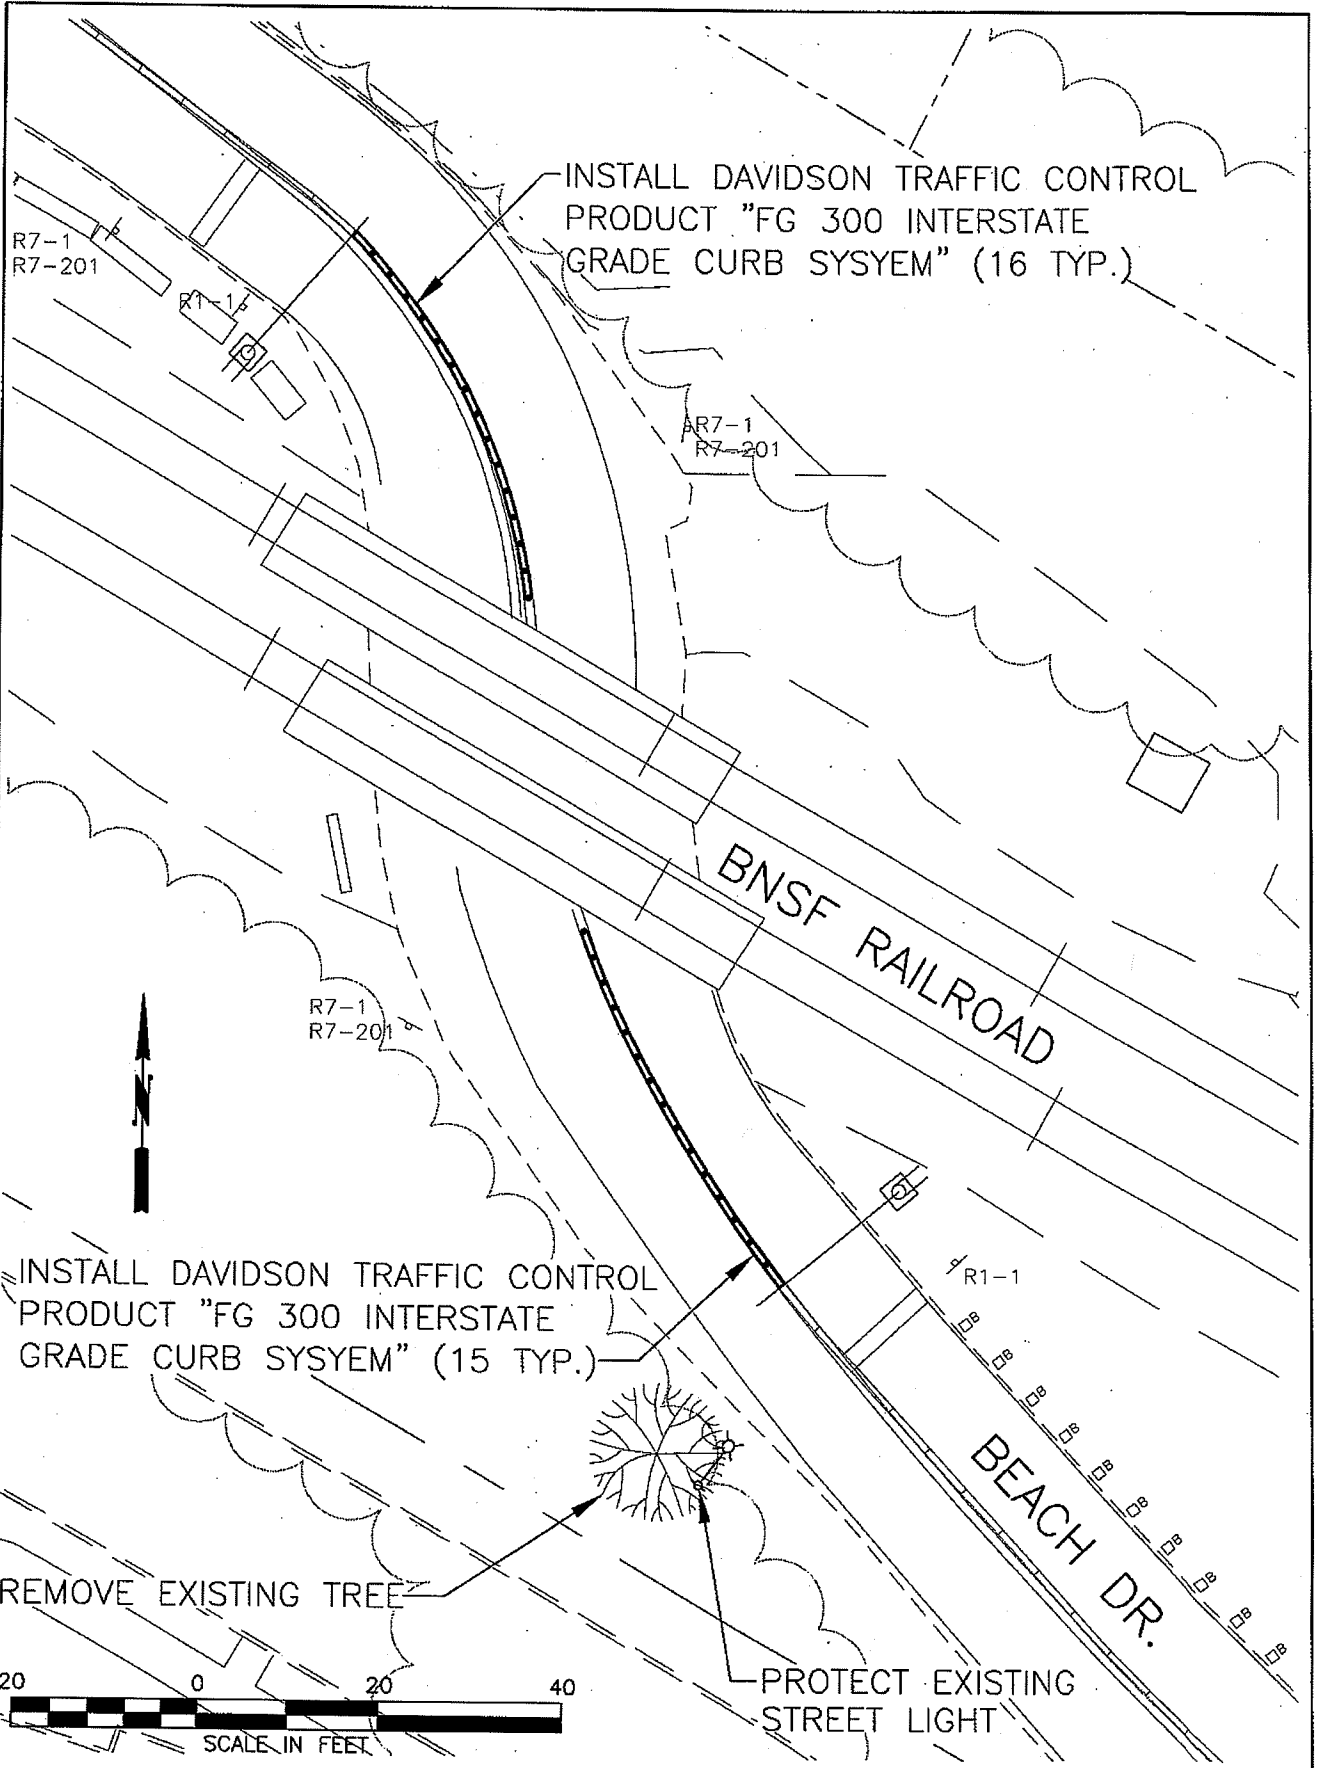 INSTALL DAVIDSON TRAFFIC CONTROL
PRODUCT "FG 300 INTERSTATE
GRADE CURB SYSYEM" (16 TYP.)
R7-1
R7-201
R1-1
R7-1
R7-201
BNSF RAILROAD
R7-1
R7-201
N
INSTALL DAVIDSON TRAFFIC CONTROL
PRODUCT "FG 300 INTERSTATE
GRADE CURB SYSYEM" (15 TYP.)
R1-1
B
B
B
B
B
B
B
B
B
B
BEACH DR.
REMOVE EXISTING TREE
PROTECT EXISTING
STREET LIGHT
20 0 20 40
SCALE IN FEET